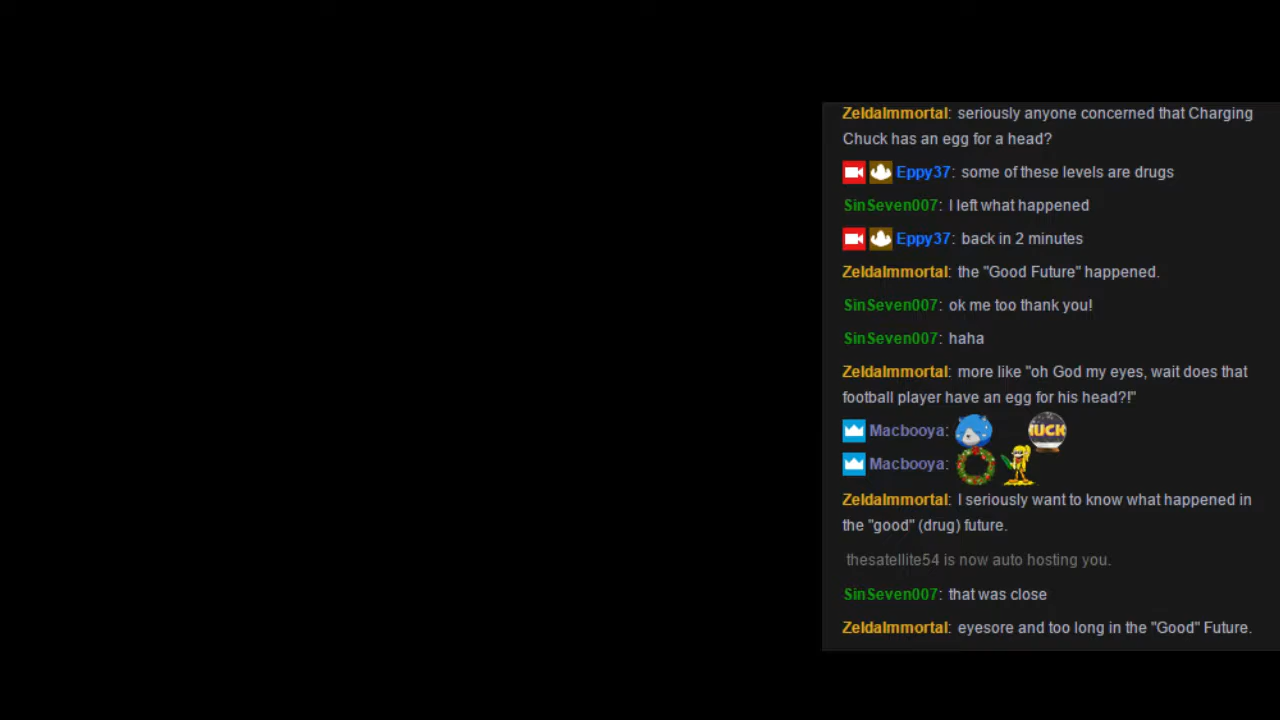 ZeldaImmortal: seriously anyone concerned that Charging
Chuck has an egg for a head?
Eppy37: some of these levels are drugs
SinSeven007: I left what happened
Eppy37: back in 2 minutes
ZeldaImmortal: the "Good Future" happened.
SinSeven007: ok me too thank you!
SinSeven007: haha
ZeldaImmortal: more like "oh God my eyes, wait does that
football player have an egg for his head?!"
Macbooya: HUCK
Macbooya:
ZeldaImmortal: I seriously want to know what happened in
the "good" (drug) future.
thesatellite54 is now auto hosting you.
SinSeven007: that was close
ZeldaImmortal: eyesore and too long in the "Good" Future.